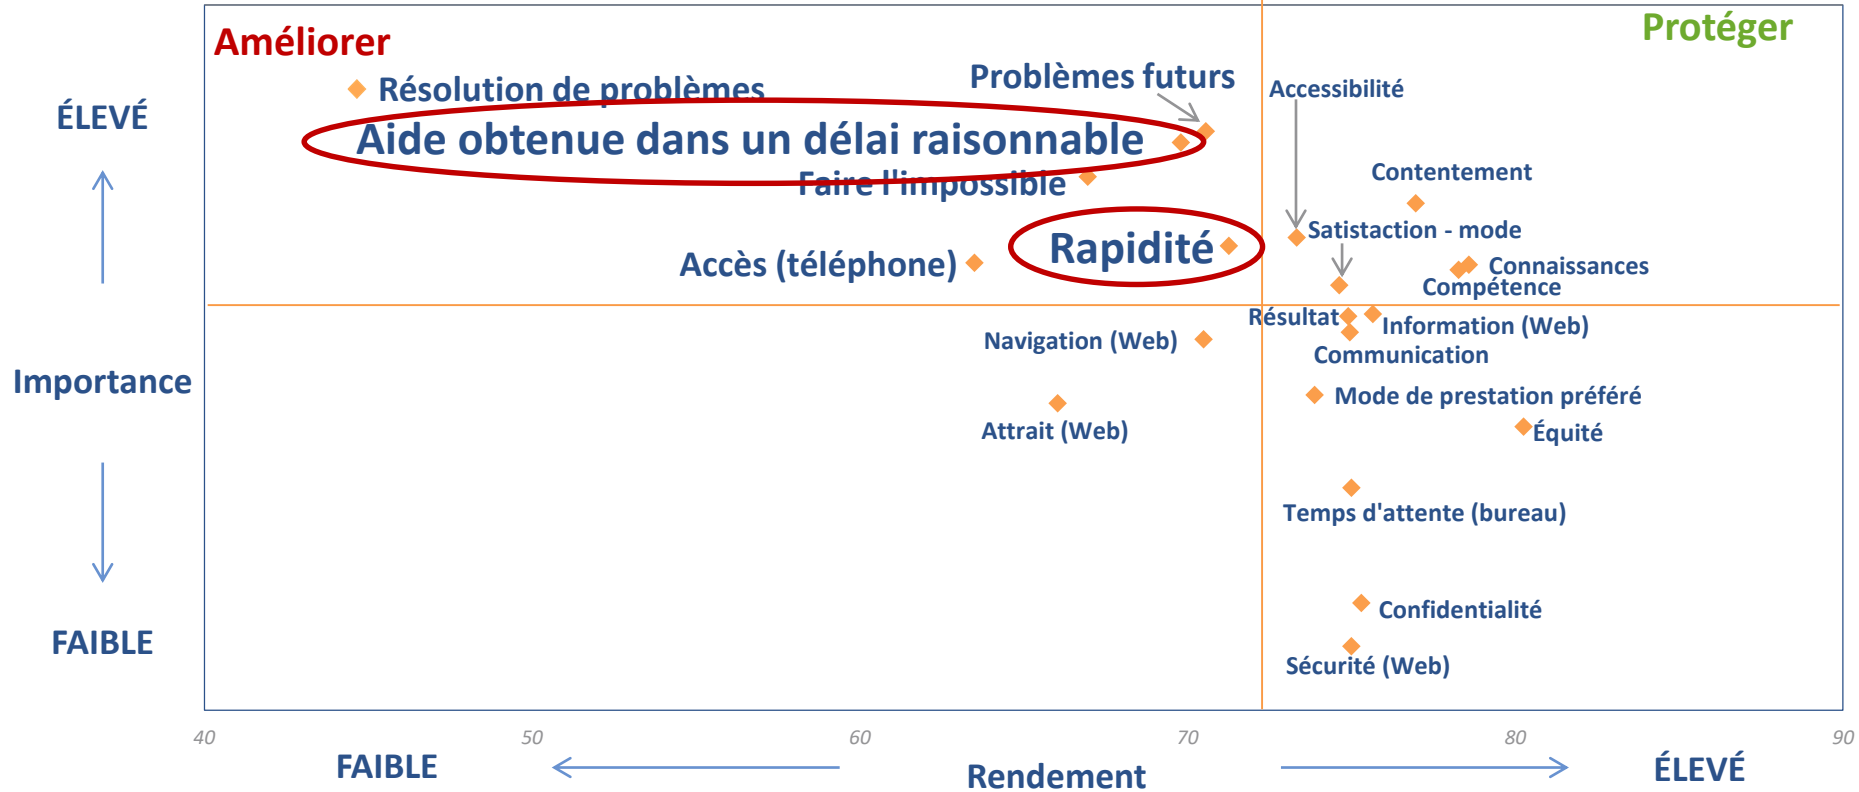 Améliorer
Protéger
Résolution de problèmes
Problèmes futurs
Accessibilité
ÉLEVÉ
Aide obtenue dans un délai raisonnable
Faire l'impossible
Contentement
Rapidité
Satistaction - mode
Accès (téléphone)
Connaissances
Compétence
Résultat
Information (Web)
Navigation (Web)
Communication
Importance
Mode de prestation préféré
Attrait (Web)
Équité
Temps d'attente (bureau)
Confidentialité
FAIBLE
Sécurité (Web)
40 50 60 70 80 90
FAIBLE Rendement ÉLEVÉ